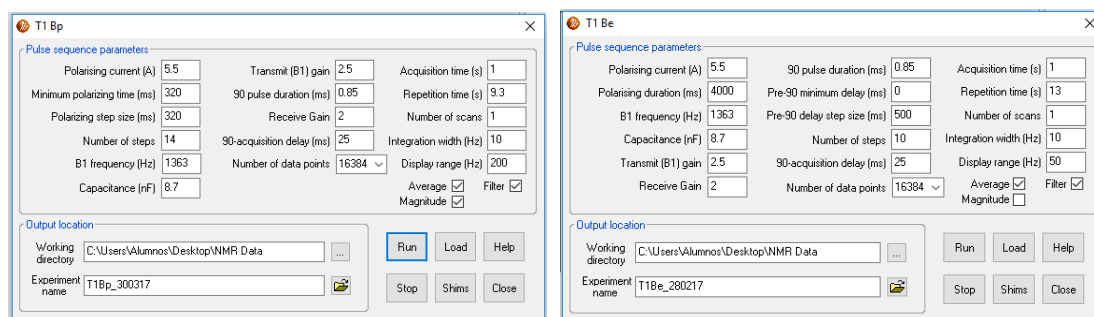 T1 Bp
Pulse sequence parameters
Polarising current (A) 5.5 Transmit (B1) gain 2.5 Acquisition time (s) 1
Minimum polarizing time (ms) 320 90 pulse duration (ms) 0.85 Repetition time (s) 9.3
Polarizing step size (ms) 320 Receive Gain 2 Number of scans 1
Number of steps 14 90-acquisition delay (ms) 25 Integration width (Hz) 10
B1 frequency (Hz) 1363 Number of data points 16384 Display range (Hz) 200
Capacitance (nF) 8.7 Average Filter
Magnitude
Output location
Working directory C:\Users\Alumnos\Desktop\NMR Data ... Run Load Help
Experiment name T1Bp_300317 Stop Shims Close
T1 Be
Pulse sequence parameters
Polarising current (A) 5.5 90 pulse duration (ms) 0.85 Acquisition time (s) 1
Polarising duration (ms) 4000 Pre-90 minimum delay (ms) 0 Repetition time (s) 13
B1 frequency (Hz) 1363 Pre-90 delay step size (ms) 500 Number of scans 1
Capacitance (nF) 8.7 Number of steps 10 Integration width (Hz) 10
Transmit (B1) gain 2.5 90-acquisition delay (ms) 25 Display range (Hz) 50
Receive Gain 2 Number of data points 16384 Average Filter
Magnitude
Output location
Working directory C:\Users\Alumnos\Desktop\NMR Data ... Run Load Help
Experiment name T1Be_280217 Stop Shims Close